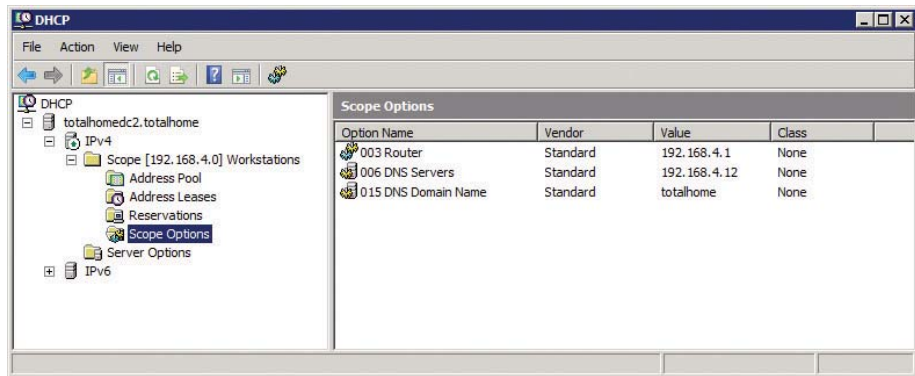 DHCP
File Action View Help
DHCP
totalhomedc2.totalhome
IPv4
Scope [192.168.4.0] Workstations
Address Pool
Address Leases
Reservations
Scope Options
Server Options
IPv6
Scope Options
Option Name Vendor Value Class
003 Router Standard 192.168.4.1 None
006 DNS Servers Standard 192.168.4.12 None
015 DNS Domain Name Standard totalhome None